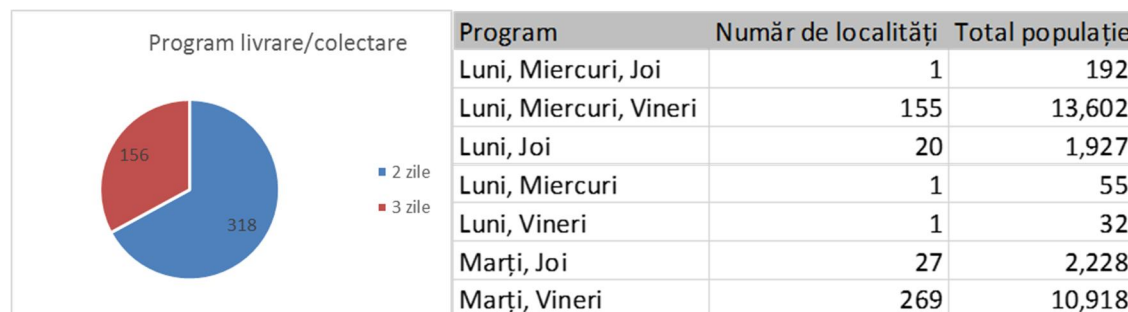 Program livrare/colectare
156
318
2 zile
3 zile
Program Număr de localități Total populație
Luni, Miercuri, Joi 1 192
Luni, Miercuri, Vineri 155 13,602
Luni, Joi 20 1,927
Luni, Miercuri 1 55
Luni, Vineri 1 32
Marți, Joi 27 2,228
Marți, Vineri 269 10,918